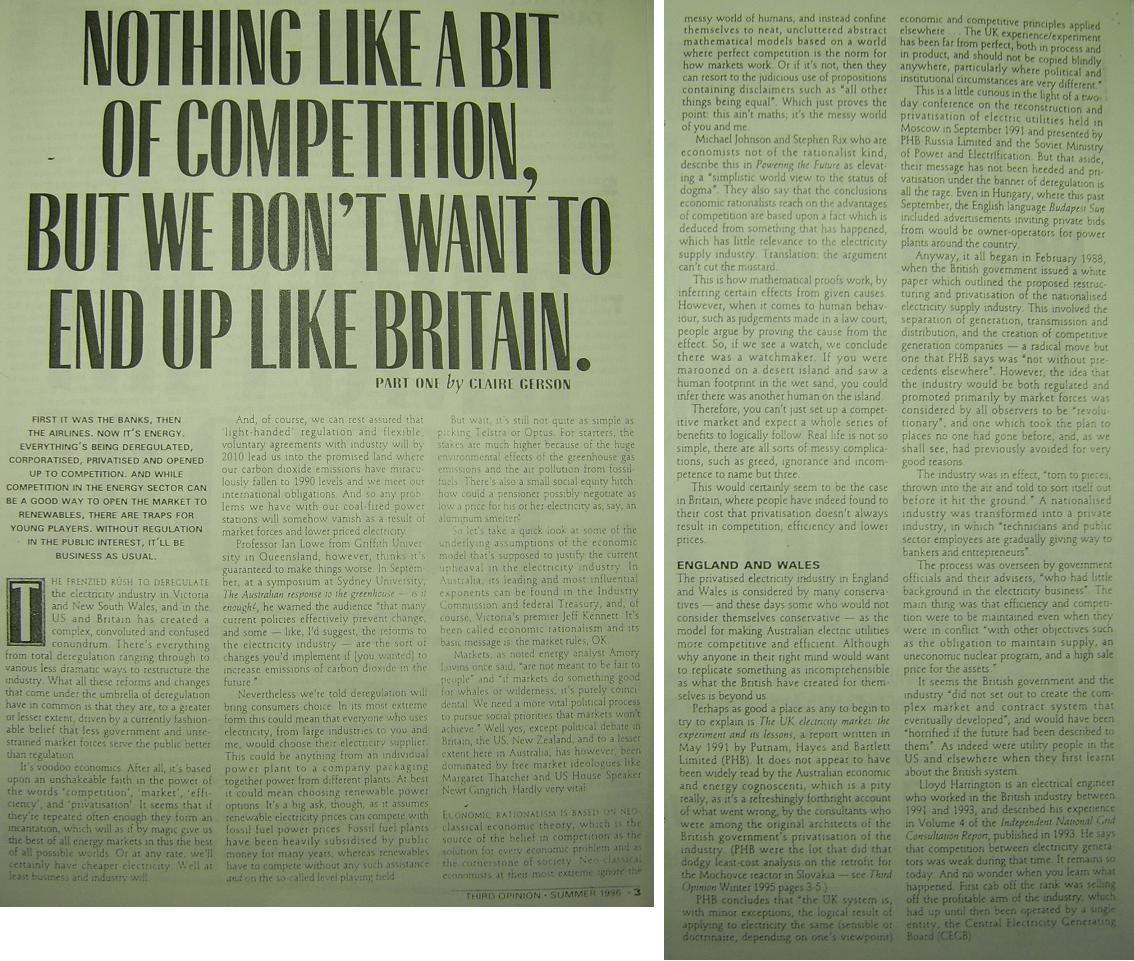 NOTHING LIKE A BIT
OF COMPETITION,
BUT WE DON'T WANT TO
END UP LIKE BRITAIN.
PART ONE by CLAIRE GERSON
FIRST IT WAS THE BANKS, THEN
THE AIRLINES. NOW IT'S ENERGY.
EVERYTHING'S BEING DEREGULATED,
CORPORATISED, PRIVATISED AND OPENED
UP TO COMPETITION. AND WHILE
COMPETITION IN THE ENERGY SECTOR CAN
BE A GOOD WAY TO OPEN THE MARKET TO
RENEWABLES, THERE ARE TRAPS FOR
YOUNG PLAYERS. WITHOUT REGULATION
IN THE PUBLIC INTEREST, IT'LL BE
BUSINESS AS USUAL.
THE FRENZIED RUSH TO DEREGULATE
the electricity industry in Victoria
and New South Wales, and in the
US and Britain has created a
complex, convoluted and confused
conundrum. There's everything
from total deregulation ranging through to
various less dramatic ways to restructure the
industry. What all these reforms and changes
that come under the umbrella of deregulation
have in common is that they are, to a greater
or lesser extent, driven by a currently fashion-
able belief that less government and unre-
strained market forces serve the public better
than regulation
It's voodoo economics. After all, it's based
upon an unshakeable faith in the power of
the words 'competition', 'market', 'effi-
ciency', and 'privatisation'. It seems that if
they're repeated often enough they form an
incantation, which will as if by magic give us
the best of all energy markets in this the best
of all possible worlds. Or at any rate, we'll
certainly have cheaper electricity. Well at
least business and industry will.
And, of course, we can rest assured that
'light-handed' regulation and flexible,
voluntary agreements with industry will by
2010 lead us into the promised land where
our carbon dioxide emissions have miracu-
lously fallen to 1990 levels and we meet our
international obligations. And so any prob-
lems we have with our coal-fired power
stations will somehow vanish as a result of
market forces and lower priced electricity.
Professor Ian Lowe from Griffith Univer-
sity in Queensland, however, thinks it's
guaranteed to make things worse. In Septem-
ber, at a symposium at Sydney University,
The Australian response to the greenhouse — is it
enough?, he warned the audience "that many
current policies effectively prevent change,
and some — like, I'd suggest, the reforms to
the electricity industry — are the sort of
changes you'd implement if [you wanted] to
increase emissions of carbon dioxide in the
future."
Nevertheless we're told deregulation will
bring consumers choice. In its most extreme
form this could mean that everyone who uses
electricity, from large industries to you and
me, would choose their electricity supplier.
This could be anything from an individual
power plant to a company packaging
together power from different plants. At best
it could mean choosing renewable power
options. It's a big ask, though, as it assumes
renewable electricity prices can compete with
fossil fuel power prices. Fossil fuel plants
have been heavily subsidised by public
money for many years, whereas renewables
have to compete without any such assistance
and on the so-called level playing field
But wait, it's still not quite as simple as
picking Telstra or Optus. For starters, the
stakes are much higher because of the huge
environmental effects of the greenhouse gas
emissions and the air pollution from fossil-
fuels. There's also a small social equity hitch:
how could a pensioner possibly negotiate as
low a price for his or her electricity as, say, an
aluminum smelter?
So let's take a quick look at some of the
underlying assumptions of the economic
model that's supposed to justify the current
upheaval in the electricity industry. In
Australia, its leading and most influential
exponents can be found in the Industry
Commission and federal Treasury, and, of
course, Victoria's premier Jeff Kennett. It's
been called economic rationalism and its
basic message is: the market rules, OK.
Markets, as noted energy analyst Amory
Lovins once said, "are not meant to be fair to
people" and "if markets do something good
for whales or wilderness, it's purely coinci-
dental. We need a more vital political process
to pursue social priorities that markets won't
achieve." Well yes, except political debate in
Britain, the US, New Zealand, and to a lesser
extent here in Australia, has, however, been
dominated by free market ideologues like
Margaret Thatcher and US House Speaker
Newt Gingrich. Hardly very vital
ECONOMIC RATIONALISM IS BASED ON NEO-
classical economic theory, which is the
source of the belief in competition as the
solution for every economic problem and as
the cornerstone of society. Neo-classical
economists at their most extreme ignore the
THIRD OPINION • SUMMER 1996 • 3
messy world of humans, and instead confine
themselves to neat, uncluttered abstract
mathematical models based on a world
where perfect competition is the norm for
how markets work. Or if it's not, then they
can resort to the judicious use of propositions
containing disclaimers such as "all other
things being equal". Which just proves the
point: this ain't maths; it's the messy world
of you and me.
Michael Johnson and Stephen Rix who are
economists not of the rationalist kind,
describe this in Powering the Future as elevat-
ing a "simplistic world view to the status of
dogma". They also say that the conclusions
economic rationalists reach on the advantages
of competition are based upon a fact which is
deduced from something that has happened,
which has little relevance to the electricity
supply industry. Translation: the argument
can't cut the mustard.
This is how mathematical proofs work, by
inferring certain effects from given causes.
However, when it comes to human behav-
iour, such as judgements made in a law court,
people argue by proving the cause from the
effect. So, if we see a watch, we conclude
there was a watchmaker. If you were
marooned on a desert island and saw a
human footprint in the wet sand, you could
infer there was another human on the island.
Therefore, you can't just set up a compet-
itive market and expect a whole series of
benefits to logically follow. Real life is not so
simple, there are all sorts of messy complica-
tions, such as greed, ignorance and incom-
petence to name but three.
This would certainly seem to be the case
in Britain, where people have indeed found to
their cost that privatisation doesn't always
result in competition, efficiency and lower
prices.
ENGLAND AND WALES
The privatised electricity industry in England
and Wales is considered by many conserva-
tives — and these days some who would not
consider themselves conservative — as the
model for making Australian electric utilities
more competitive and efficient. Although
why anyone in their right mind would want
to replicate something as incomprehensible
as what the British have created for them-
selves is beyond us
Perhaps as good a place as any to begin to
try to explain is The UK electricity market: the
experiment and its lessons, a report written in
May 1991 by Putnam, Hayes and Bartlett
Limited (PHB). It does not appear to have
been widely read by the Australian economic
and energy cognoscenti, which is a pity
really, as it's a refreshingly forthright account
of what went wrong, by the consultants who
were among the original architects of the
British government's privatisation of the
industry. (PHB were the lot that did that
dodgy least-cost analysis on the retrofit for
the Mochovce reactor in Slovakia — see Third
Opinion Winter 1995 pages 3-5.)
PHB concludes that "the UK system is,
with minor exceptions, the logical result of
applying to electricity the same (sensible or
doctrinaire, depending on one's viewpoint)
economic and competitive principles applied
elsewhere . . . The UK experience/experiment
has been far from perfect, both in process and
in product, and should not be copied blindly
anywhere, particularly where political and
institutional circumstances are very different."
This is a little curious in the light of a two-
day conference on the reconstruction and
privatisation of electric utilities held in
Moscow in September 1991 and presented by
PHB Russia Limited and the Soviet Ministry
of Power and Electrification. But that aside,
their message has not been heeded and pri-
vatisation under the banner of deregulation is
all the rage. Even in Hungary, where this past
September, the English language Budapest Sun
included advertisements inviting private bids
from would be owner-operators for power
plants around the country.
Anyway, it all began in February 1988,
when the British government issued a white
paper which outlined the proposed restruc-
turing and privatisation of the nationalised
electricity supply industry. This involved the
separation of generation, transmission and
distribution, and the creation of competitive
generation companies — a radical move but
one that PHB says was "not without pre-
cedents elsewhere". However, the idea that
the industry would be both regulated and
promoted primarily by market forces was
considered by all observers to be "revolu-
tionary", and one which took the plan to
places no one had gone before, and, as we
shall see, had previously avoided for very
good reasons.
The industry was in effect, "torn to pieces,
thrown into the air and told to sort itself out
before it hit the ground." A nationalised
industry was transformed into a private
industry, in which "technicians and public
sector employees are gradually giving way to
bankers and entrepreneurs".
The process was overseen by government
officials and their advisers, "who had little
background in the electricity business". The
main thing was that efficiency and competi-
tion were to be maintained even when they
were in conflict "with other objectives such
as the obligation to maintain supply, an
uneconomic nuclear program, and a high sale
price for the assets."
It seems the British government and the
industry "did not set out to create the com-
plex market and contract system that
eventually developed", and would have been
"horrified if the future had been described to
them". As indeed were utility people in the
US and elsewhere when they first learnt
about the British system.
Lloyd Harrington is an electrical engineer
who worked in the British industry between
1991 and 1993, and described his experience
in Volume 4 of the Independent National Grid
Consultation Report, published in 1993. He says
that competition between electricity genera-
tors was weak during that time. It remains so
today. And no wonder when you learn what
happened. First cab off the rank was selling
off the profitable arm of the industry, which
had up until then been operated by a single
entity, the Central Electricity Generating
Board (CEGB)